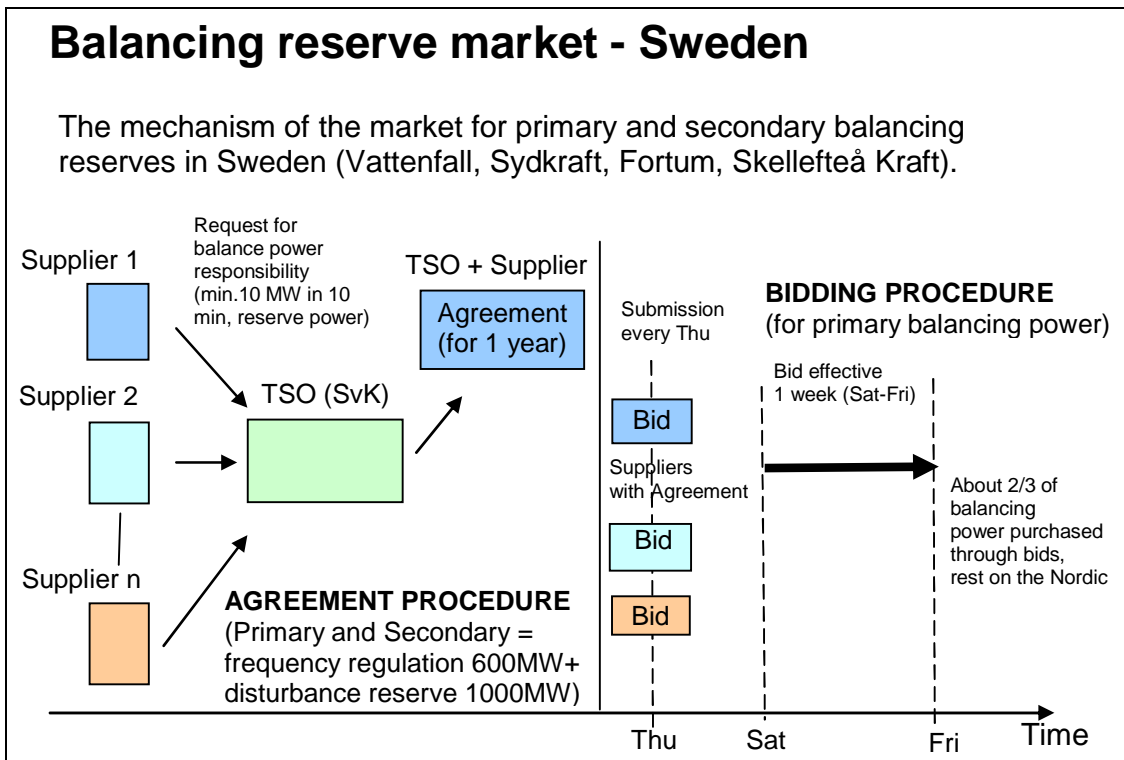 Balancing reserve market - Sweden
The mechanism of the market for primary and secondary balancing
reserves in Sweden (Vattenfall, Sydkraft, Fortum, Skellefteå Kraft).
Supplier 1
Request for
balance power
responsibility
(min.10 MW in 10
min, reserve power)
TSO + Supplier
Agreement
(for 1 year)
Supplier 2
TSO (SvK)
Supplier n
AGREEMENT PROCEDURE
(Primary and Secondary =
frequency regulation 600MW+
disturbance reserve 1000MW)
Submission
every Thu
BIDDING PROCEDURE
(for primary balancing power)
Bid effective
1 week (Sat-Fri)
Bid
Suppliers
with Agreement
Bid
Bid
About 2/3 of
balancing
power purchased
through bids,
rest on the Nordic
Thu
Sat
Fri
Time